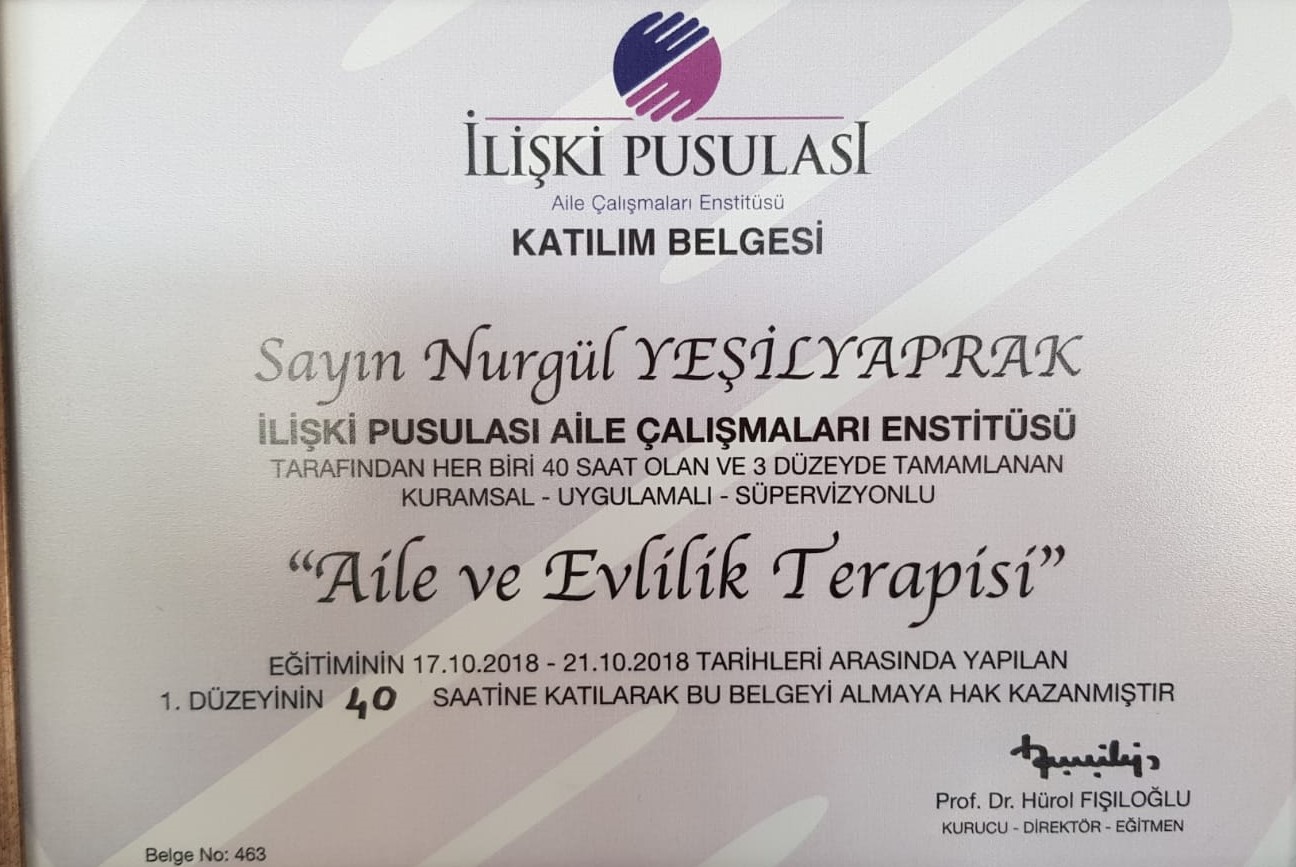 İLİŞKİ PUSULASI
Aile Çalışmaları Enstitüsü
KATILIM BELGESİ
Sayın Nurgül YEŞİLYAPRAK
İLİŞKİ PUSULASI AİLE ÇALIŞMALARI ENSTİTÜSÜ
TARAFINDAN HER BİRİ 40 SAAT OLAN VE 3 DÜZEYDE TAMAMLANAN
KURAMSAL - UYGULAMALI - SÜPERVİZYONLU
“Aile ve Evlilik Terapisi”
EĞİTİMİNİN 17.10.2018 - 21.10.2018 TARİHLERİ ARASINDA YAPILAN
1. DÜZEYİNİN 40 SAATİNE KATILARAK BU BELGEYİ ALMAYA HAK KAZANMIŞTIR
Prof. Dr. Hürol FIŞILOĞLU
KURUCU - DİREKTÖR - EĞİTMEN
Belge No: 463